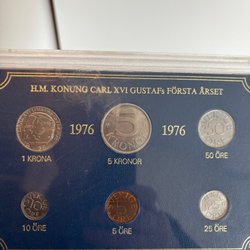 H.M. KONUNG CARL XVI GUSTAFs FÖRSTA ÅRSET
1976 5 1976
KRONOR
1 KRONA 5 KRONOR 50 ÖRE
10 ÖRE 5 ÖRE 25 ÖRE